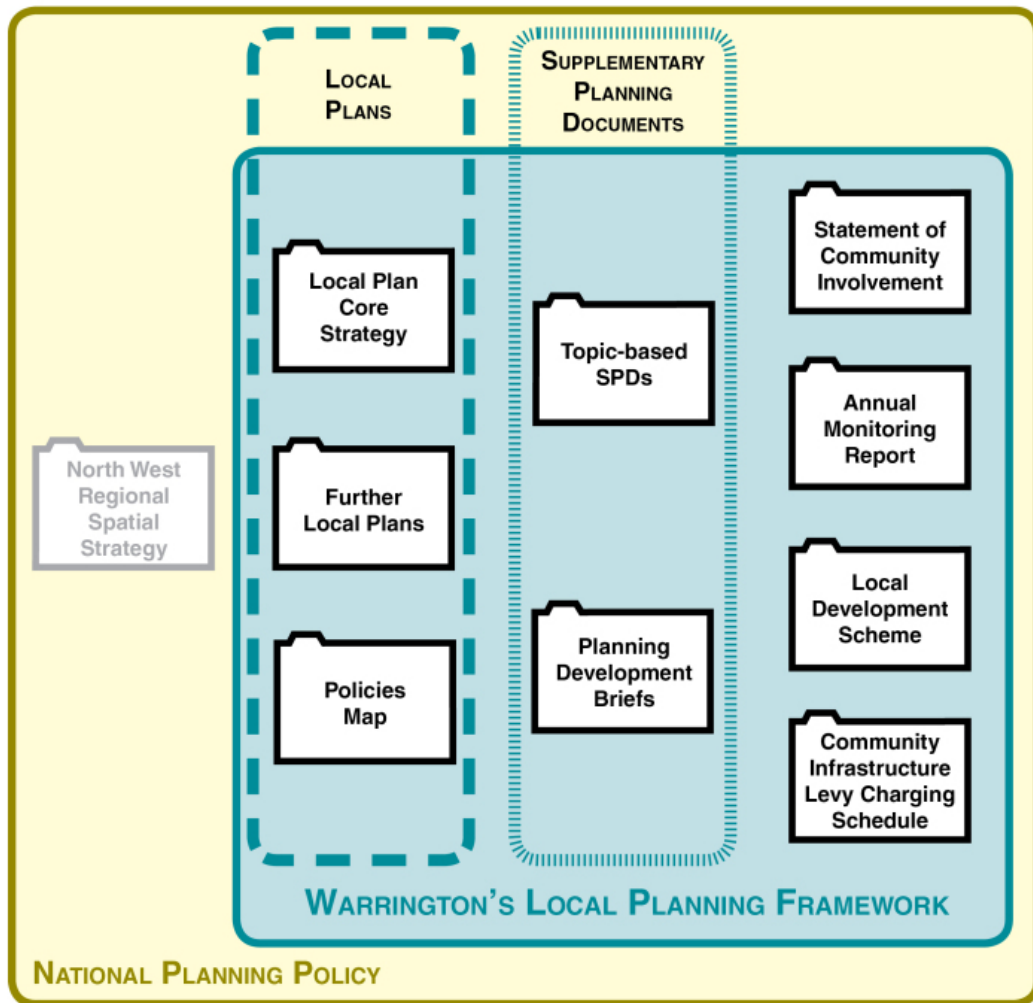 LOCAL
PLANS
SUPPLEMENTARY
PLANNING
DOCUMENTS
North West
Regional
Spatial
Strategy
Local Plan
Core
Strategy
Further
Local Plans
Policies
Map
Topic-based
SPDs
Planning
Development
Briefs
Statement of
Community
Involvement
Annual
Monitoring
Report
Local
Development
Scheme
Community
Infrastructure
Levy Charging
Schedule
WARRINGTON'S LOCAL PLANNING FRAMEWORK
NATIONAL PLANNING POLICY